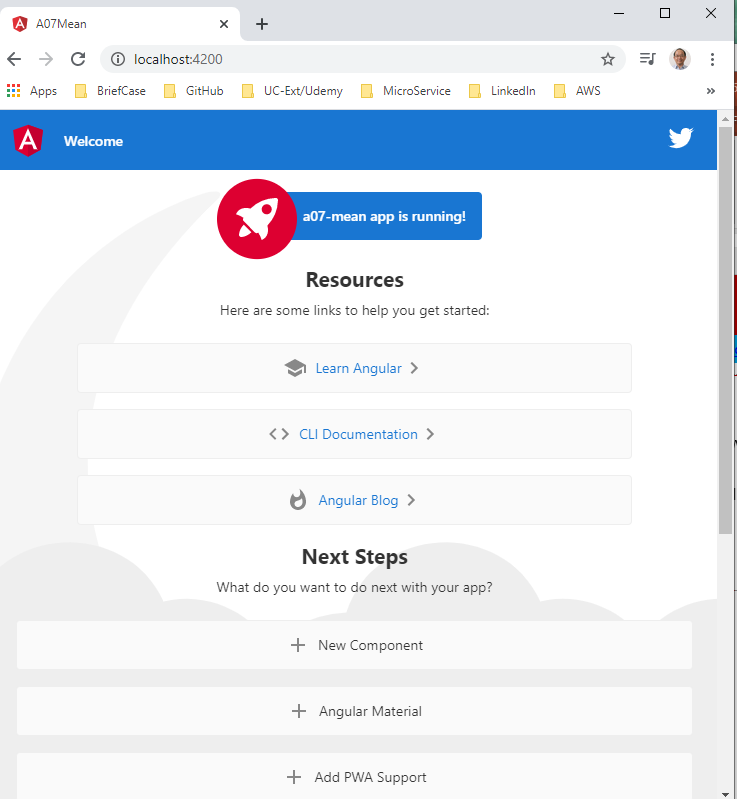 A07Mean
localhost:4200
Apps BriefCase GitHub UC-Ext/Udemy MicroService LinkedIn AWS »
A Welcome
a07-mean app is running!
Resources
Here are some links to help you get started:
Learn Angular
CLI Documentation
Angular Blog
Next Steps
What do you want to do next with your app?
New Component
Angular Material
Add PWA Support